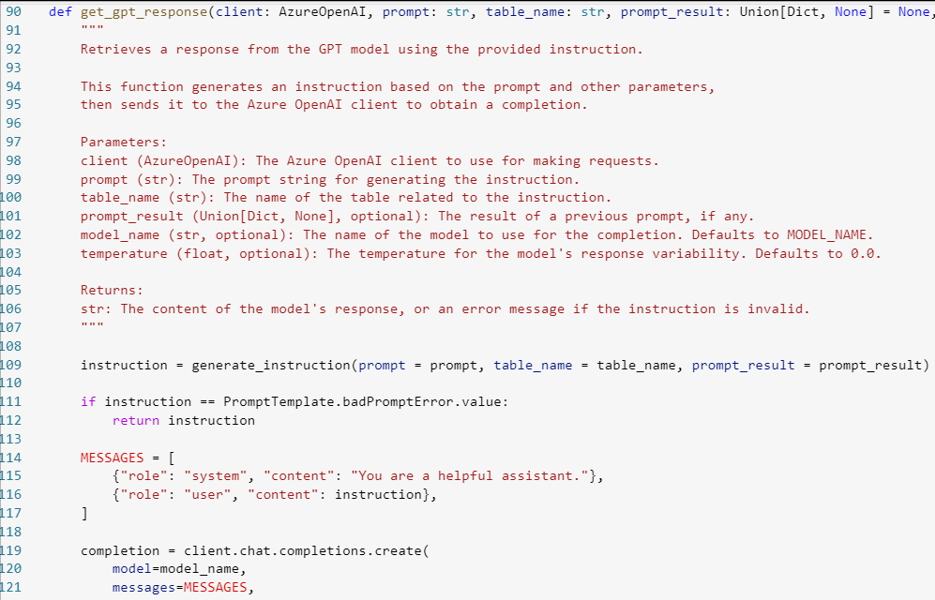 90 def get_gpt_response(client: AzureOpenAI, prompt: str, table_name: str, prompt_result: Union[Dict, None] = None,
91 """
92 Retrieves a response from the GPT model using the provided instruction.
93
94 This function generates an instruction based on the prompt and other parameters,
95 then sends it to the Azure OpenAI client to obtain a completion.
96
97 Parameters:
98 client (AzureOpenAI): The Azure OpenAI client to use for making requests.
99 prompt (str): The prompt string for generating the instruction.
100 table_name (str): The name of the table related to the instruction.
101 prompt_result (Union[Dict, None], optional): The result of a previous prompt, if any.
102 model_name (str, optional): The name of the model to use for the completion. Defaults to MODEL_NAME.
103 temperature (float, optional): The temperature for the model's response variability. Defaults to 0.0.
104
105 Returns:
106 str: The content of the model's response, or an error message if the instruction is invalid.
107 """
108
109 instruction = generate_instruction(prompt = prompt, table_name = table_name, prompt_result = prompt_result)
110
111 if instruction == PromptTemplate.badPromptError.value:
112 return instruction
113
114 MESSAGES = [
115 {"role": "system", "content": "You are a helpful assistant."},
116 {"role": "user", "content": instruction},
117 ]
118
119 completion = client.chat.completions.create(
120 model=model_name,
121 messages=MESSAGES,